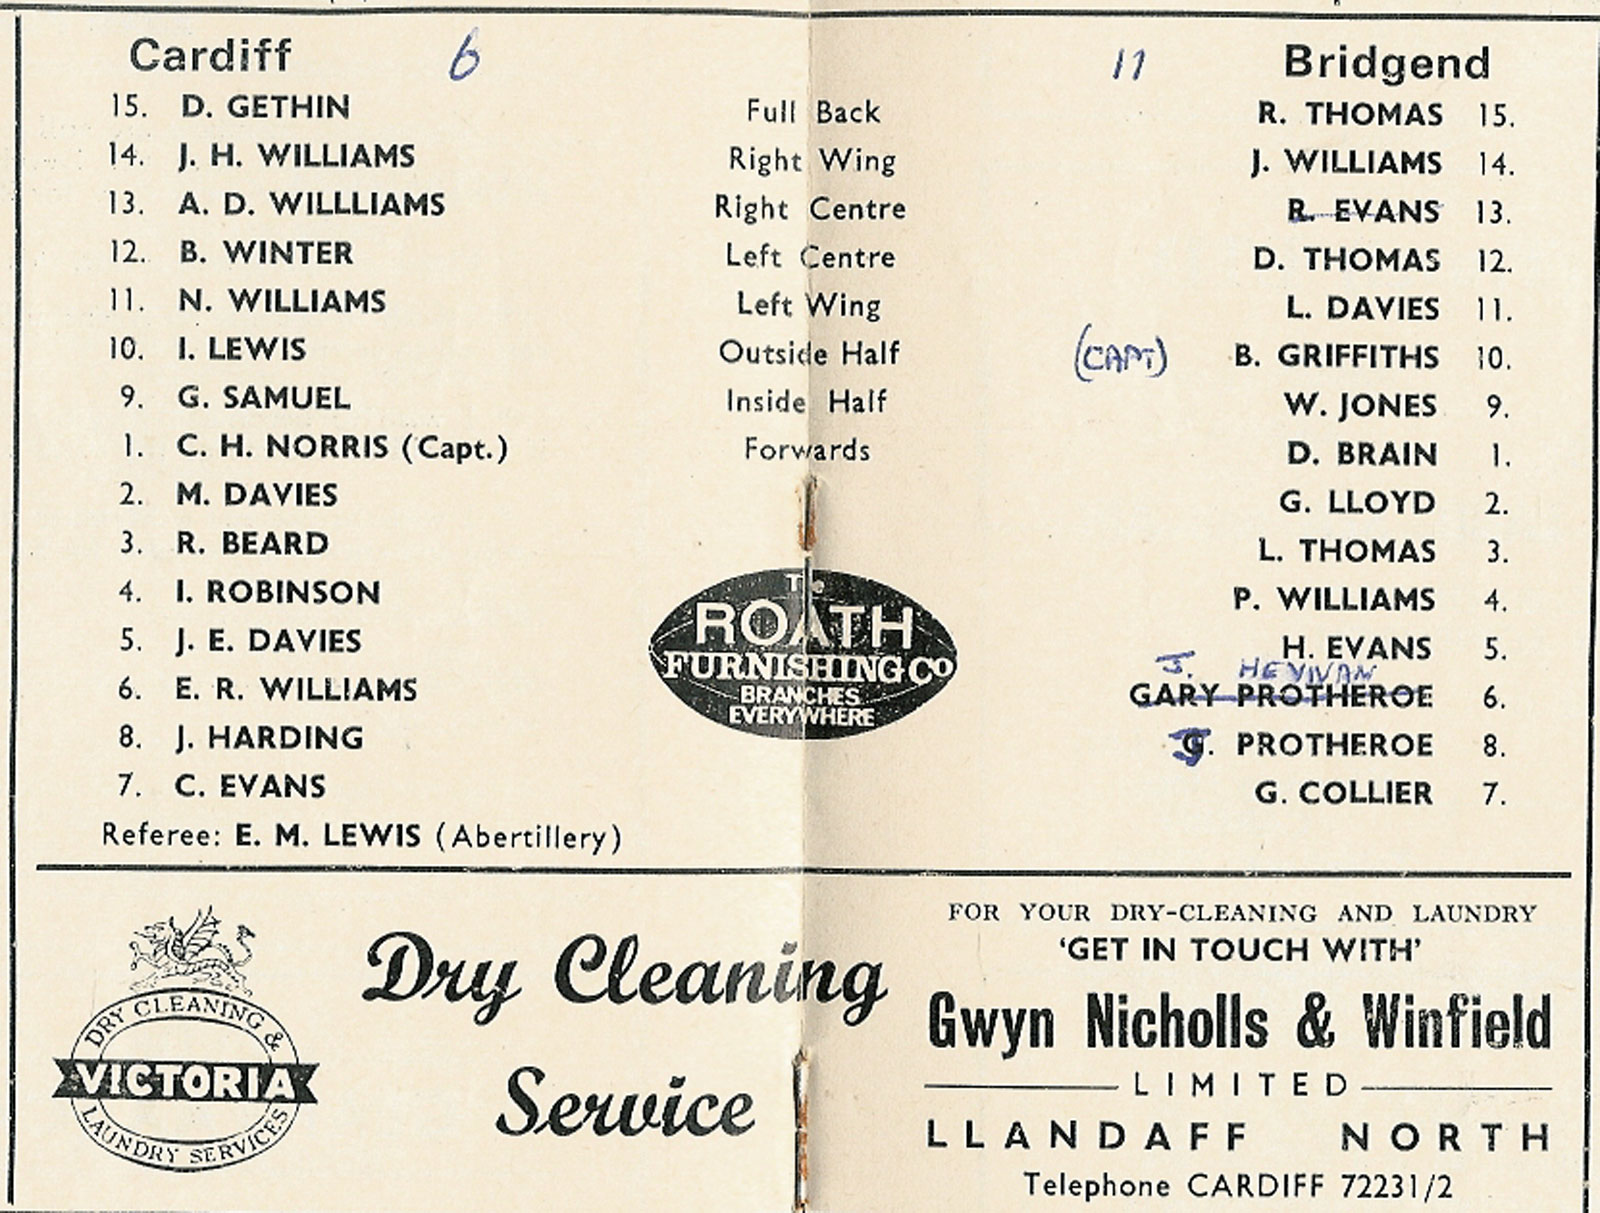 Cardiff 6 11 Bridgend
15. D. GETHIN Full Back R. THOMAS 15.
14. J. H. WILLIAMS Right Wing J. WILLIAMS 14.
13. A. D. WILLLIAMS Right Centre R. EVANS 13.
12. B. WINTER Left Centre D. THOMAS 12.
11. N. WILLIAMS Left Wing L. DAVIES 11.
10. I. LEWIS Outside Half (CAPT) B. GRIFFITHS 10.
9. G. SAMUEL Inside Half W. JONES 9.
1. C. H. NORRIS (Capt.) Forwards D. BRAIN 1.
2. M. DAVIES G. LLOYD 2.
3. R. BEARD L. THOMAS 3.
4. I. ROBINSON P. WILLIAMS 4.
5. J. E. DAVIES H. EVANS 5.
J.
6. E. R. WILLIAMS GARY PROTHEROE 6.
8. J. HARDING PROTHEROE 8.
7. C. EVANS G. COLLIER 7.
Referee: E. M. LEWIS (Abertillery)
The
ROATH
FURNISHING CO
BRANCHES
EVERYWHERE
DRY CLEANING &
VICTORIA
LAUNDRY SERVICES
Dry Cleaning
Service
FOR YOUR DRY-CLEANING AND LAUNDRY
'GET IN TOUCH WITH'
Gwyn Nicholls & Winfield
LIMITED
LLANDAFF NORTH
Telephone CARDIFF 72231/2